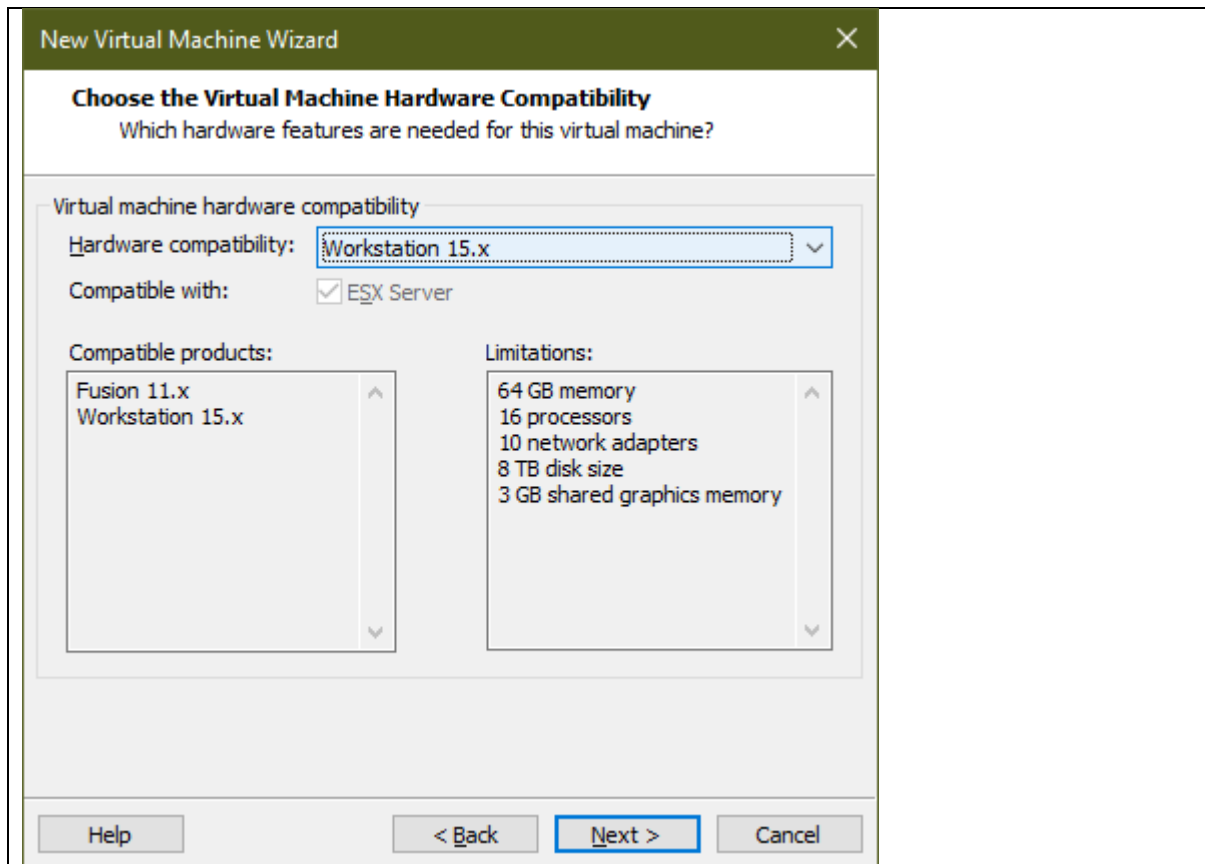 New Virtual Machine Wizard
Choose the Virtual Machine Hardware Compatibility
Which hardware features are needed for this virtual machine?
Virtual machine hardware compatibility
Hardware compatibility: Workstation 15.x
Compatible with: ESX Server
Compatible products:
Fusion 11.x
Workstation 15.x
Limitations:
64 GB memory
16 processors
10 network adapters
8 TB disk size
3 GB shared graphics memory
Help < Back Next > Cancel